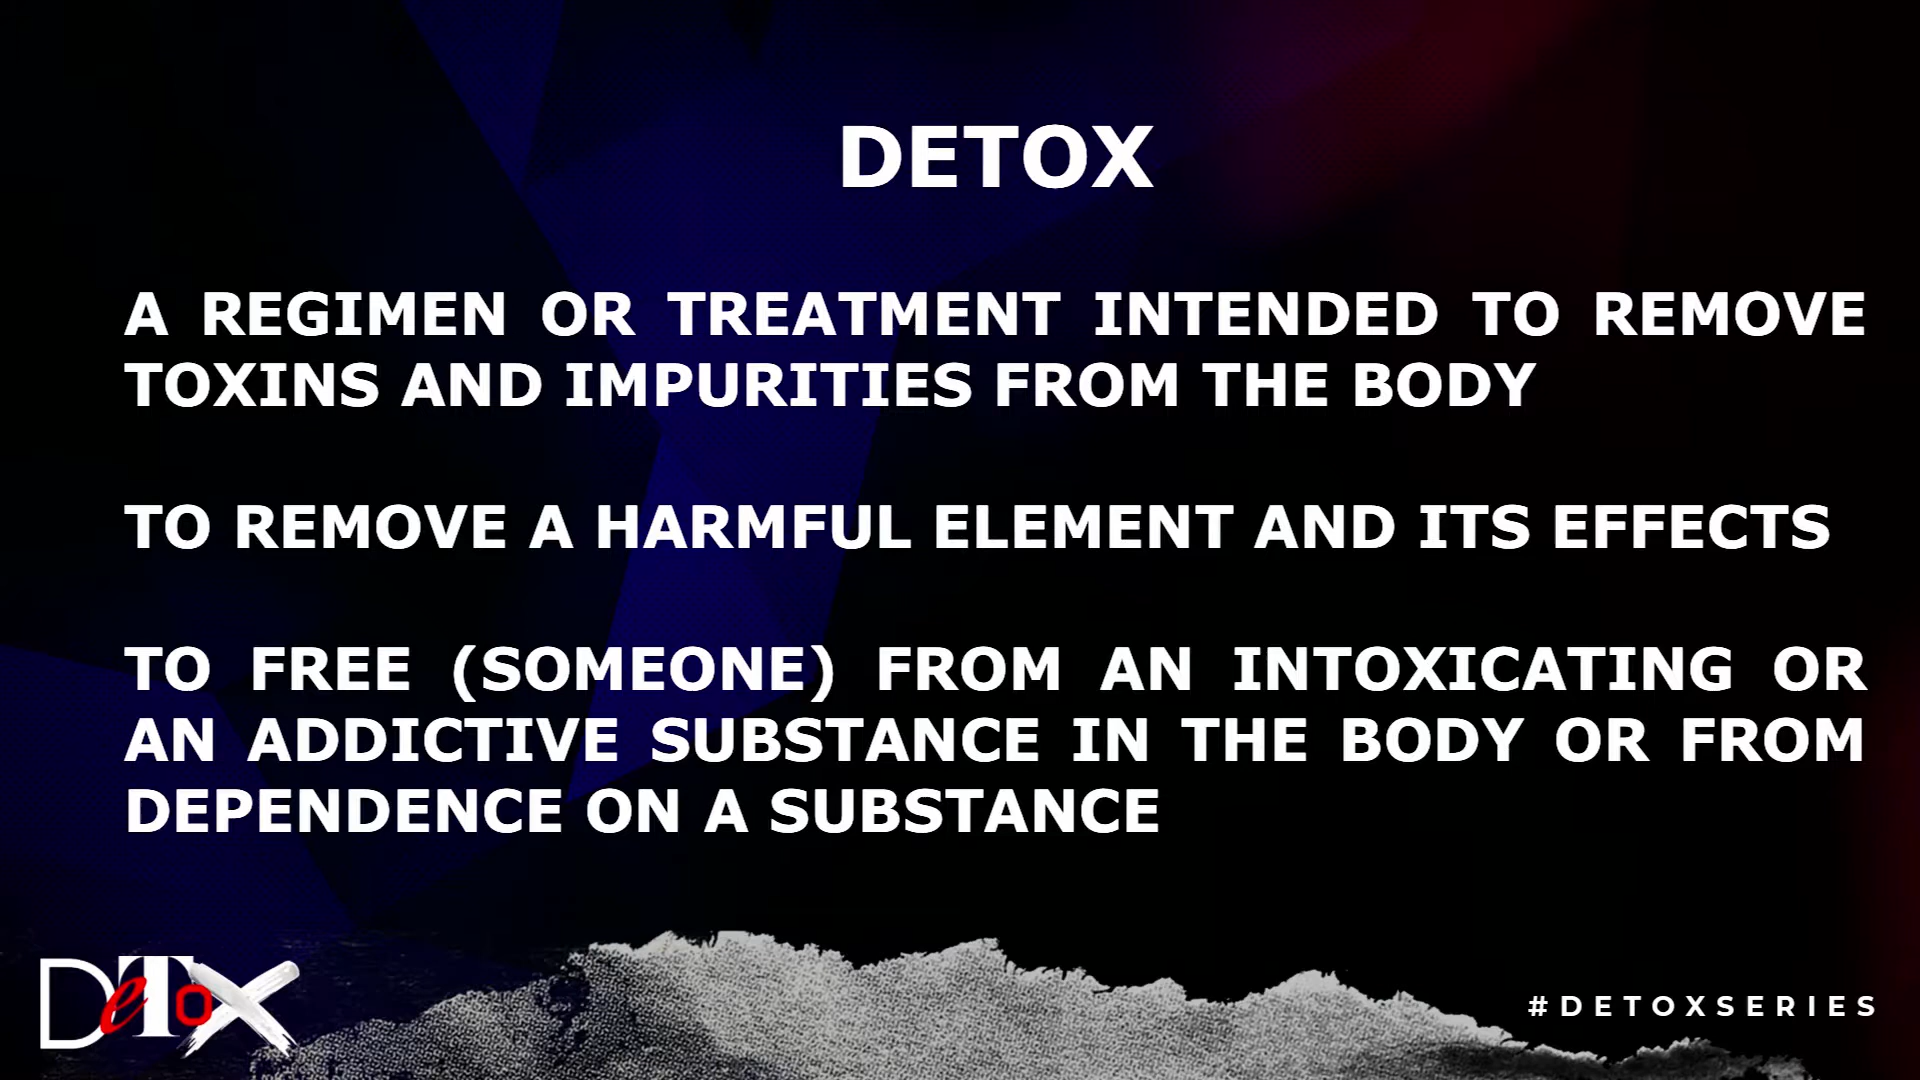 DETOX
A REGIMEN OR TREATMENT INTENDED TO REMOVE
TOXINS AND IMPURITIES FROM THE BODY
TO REMOVE A HARMFUL ELEMENT AND ITS EFFECTS
TO FREE (SOMEONE) FROM AN INTOXICATING OR
AN ADDICTIVE SUBSTANCE IN THE BODY OR FROM
DEPENDENCE ON A SUBSTANCE
DeToX
#DETOXSERIES